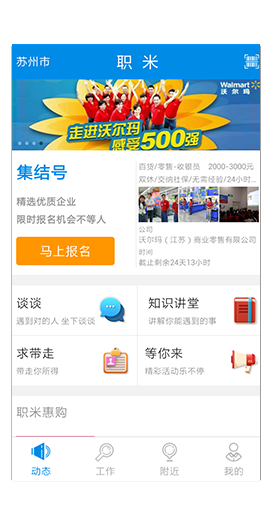 苏州市
职 米
Walmart
沃尔玛
走进沃尔玛
感受500强
集结号
精选优质企业
限时报名机会不等人
马上报名
百货/零售-收银员 2000-3000元
双休/交纳社保/无需经验/24小时...
公司
沃尔玛（江苏）商业零售有限公司
时间
截止剩余24天13小时
谈谈
遇到对的人 坐下谈谈
知识讲堂
讲解你能遇到的事
求带走
带走你所得
等你来
精彩活动乐不停
职米惠购
动态
工作
附近
我的